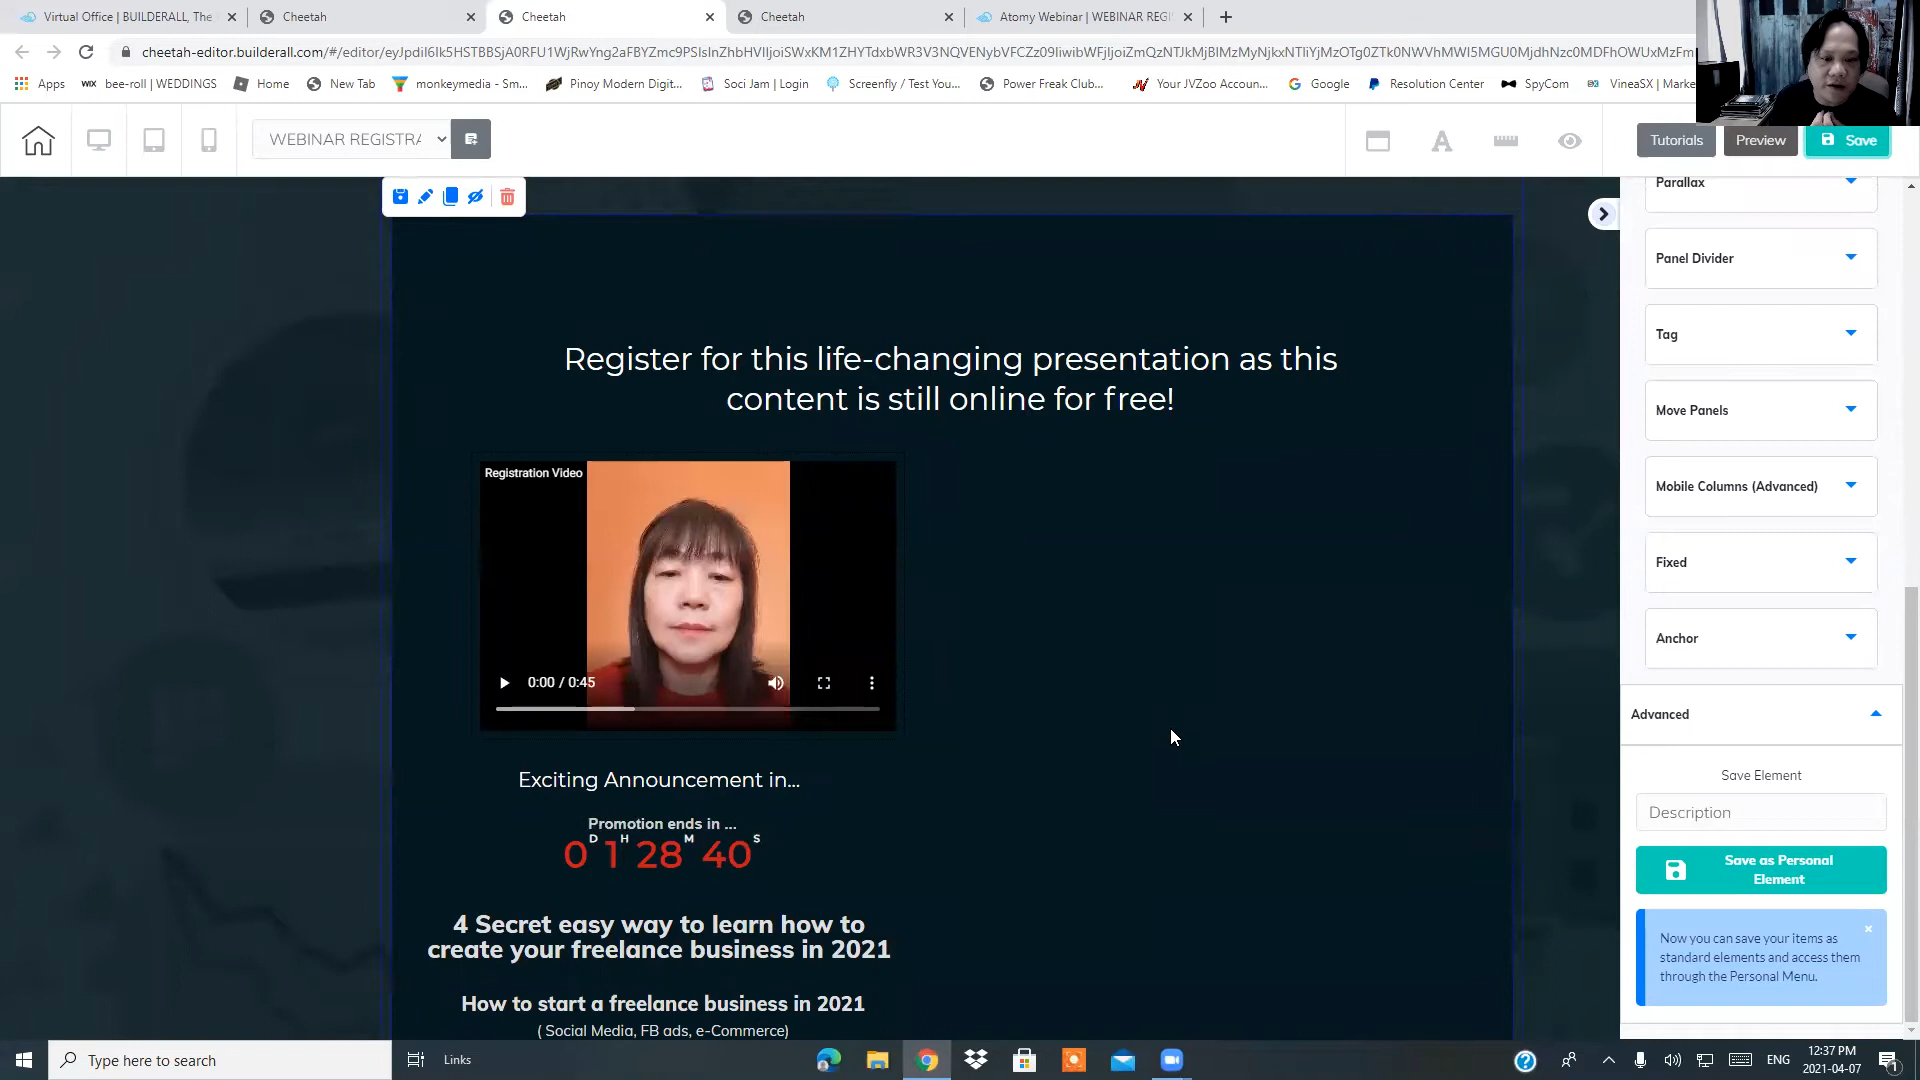 Virtual Office | BUILDERALL, The
Cheetah
Cheetah
Cheetah
Atomy Webinar | WEBINAR REGI
Apps
WIX bee-roll | WEDDINGS
Home
New Tab
monkeymedia - Sm...
Pinoy Modern Digit...
Soci Jam | Login
Screenfly / Test You...
Power Freak Club...
Your JVZoo Accoun...
Google
Resolution Center
SpyCom
VineaSX | Marke
WEBINAR REGISTRA
Tutorials
Preview
Save
Parallax
Panel Divider
Tag
Move Panels
Mobile Columns (Advanced)
Fixed
Anchor
Advanced
Save Element
Description
Save as Personal
Element
Now you can save your items as
standard elements and access them
through the Personal Menu.
Register for this life-changing presentation as this
content is still online for free!
Registration Video
0:00 / 0:45
Exciting Announcement in...
Promotion ends in ...
0 D 1 H 28 M 40 S
4 Secret easy way to learn how to
create your freelance business in 2021
How to start a freelance business in 2021
( Social Media, FB ads, e-Commerce)
Type here to search
Links
ENG
12:37 PM
2021-04-07